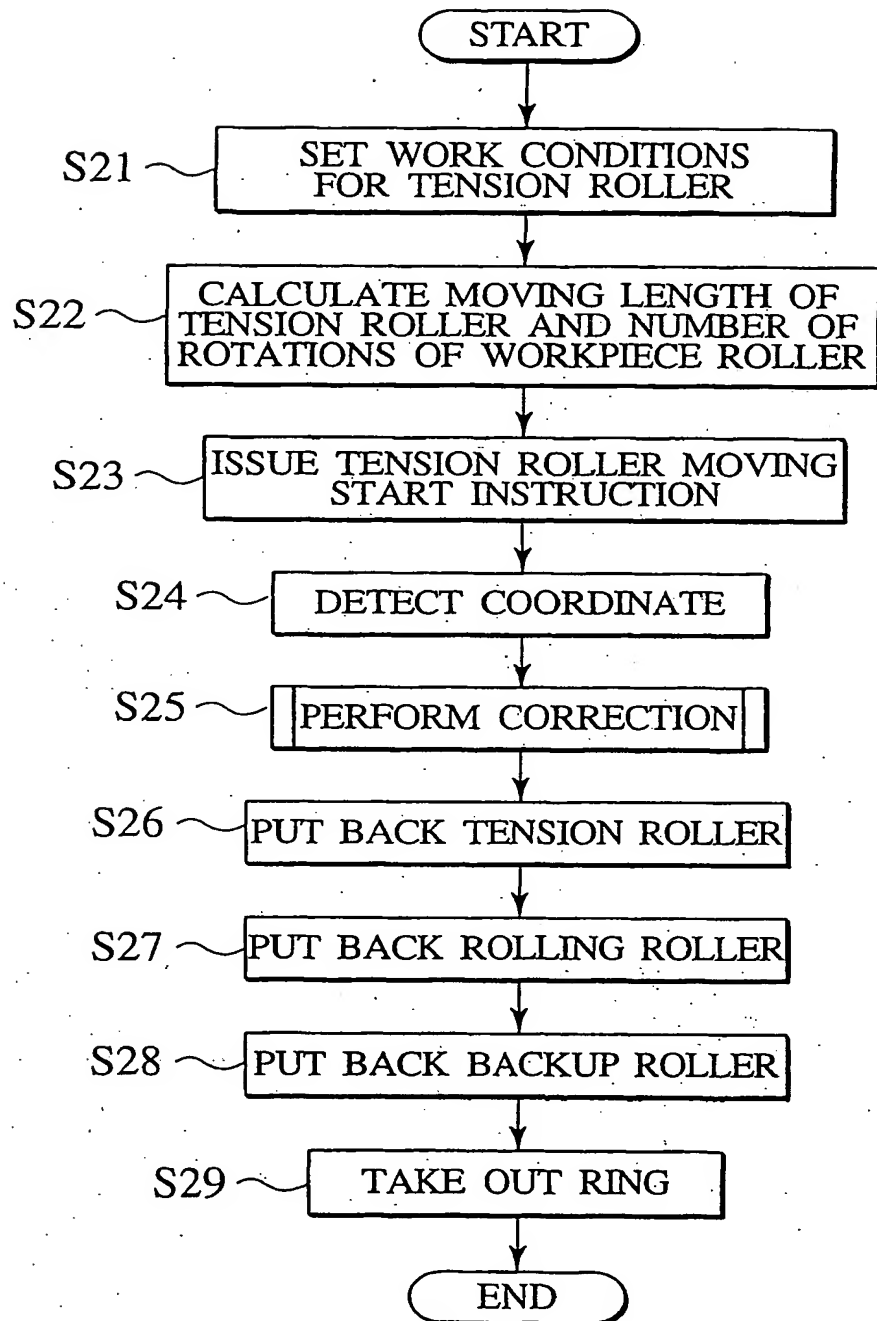 START
S21
SET WORK CONDITIONS
FOR TENSION ROLLER
S22
CALCULATE MOVING LENGTH OF
TENSION ROLLER AND NUMBER OF
ROTATIONS OF WORKPIECE ROLLER
S23
ISSUE TENSION ROLLER MOVING
START INSTRUCTION
S24
DETECT COORDINATE
S25
PERFORM CORRECTION
S26
PUT BACK TENSION ROLLER
S27
PUT BACK ROLLING ROLLER
S28
PUT BACK BACKUP ROLLER
S29
TAKE OUT RING
END